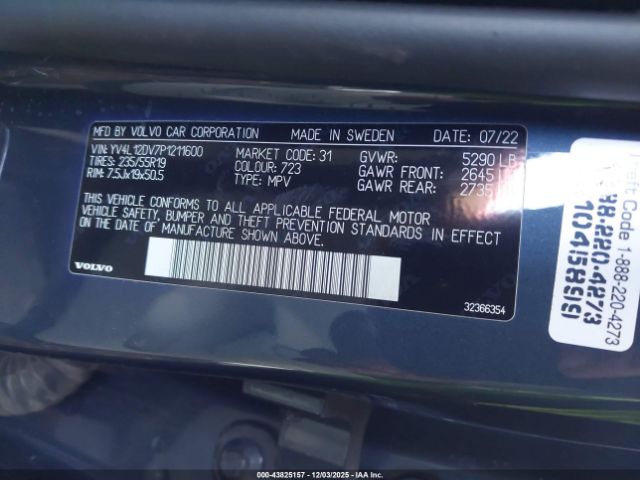 MFD BY VOLVO CAR CORPORATION MADE IN SWEDEN DATE: 07/22
VIN: YV4L12DV7P1211600 MARKET CODE: 31 GVWR: 5290 LB
TIRES: 235/55R19 COLOUR: 723 GAWR FRONT: 2645
RIM: 7.5Jx19x50.5 TYPE: MPV GAWR REAR: 2735
THIS VEHICLE CONFORMS TO ALL APPLICABLE FEDERAL MOTOR
VEHICLE SAFETY, BUMPER AND THEFT PREVENTION STANDARDS IN EFFECT
ON THE DATE OF MANUFACTURE SHOWN ABOVE.
VOLVO
32366354
Code 1-888-220-4273
220.4273
000-43825157 - 12/03/2025 - IAA Inc.